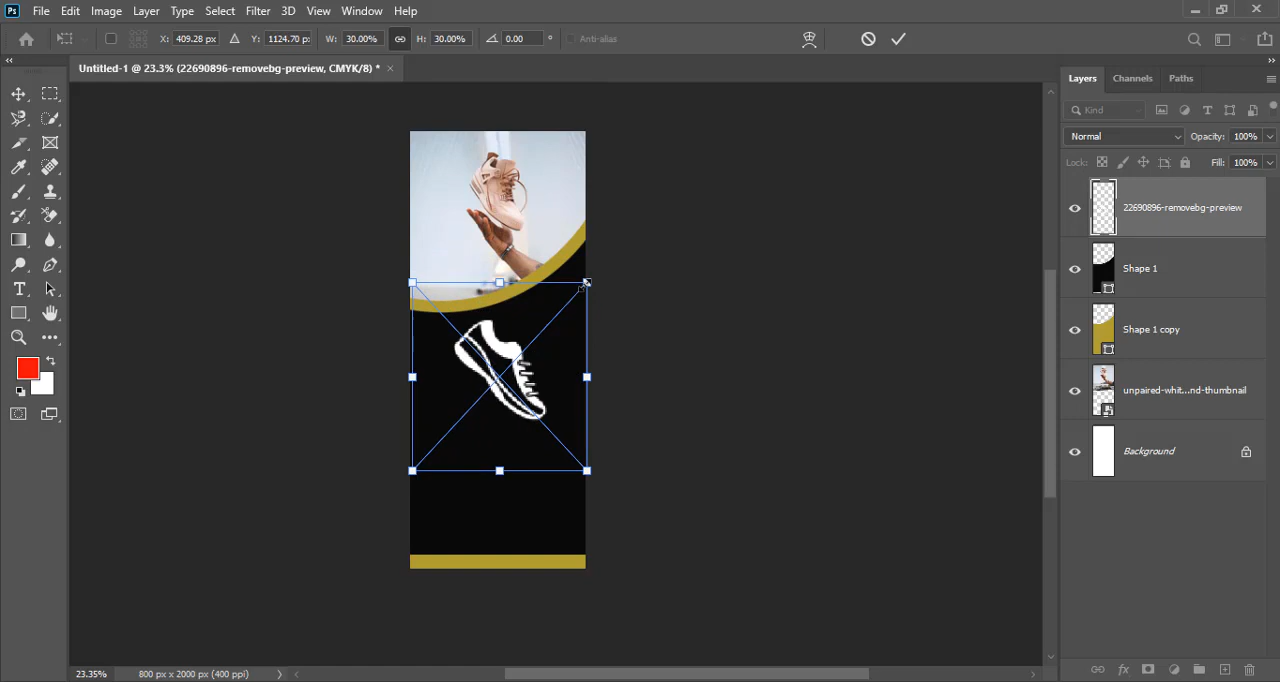 Ps File Edit Image Layer Type Select Filter 3D View Window Help
X: 409.28 px Y: 1124.70 p: W: 30.00% H: 30.00% 0.00 ° Anti-alias
Untitled-1 @ 23.3% (22690896-removebg-preview, CMYK/8) * ×
Layers Channels Paths
Kind
Normal Opacity: 100%
Lock: Fill: 100%
22690896-removebg-preview
Shape 1
Shape 1 copy
unpaired-whit...nd-thumbnail
Background
23.35% 800 px x 2000 px (400 ppi)
fx